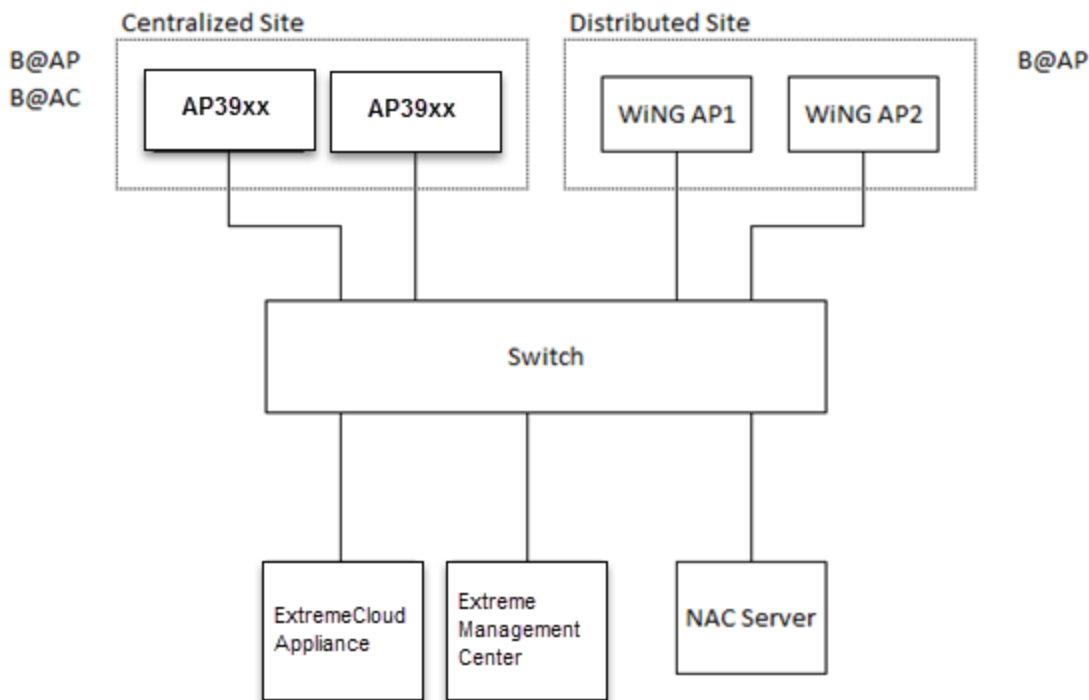 Centralized Site
Distributed Site
B@AP
B@AC
B@AP
AP39xx
AP39xx
WiNG AP1
WiNG AP2
Switch
ExtremeCloud
Appliance
Extreme
Management
Center
NAC Server